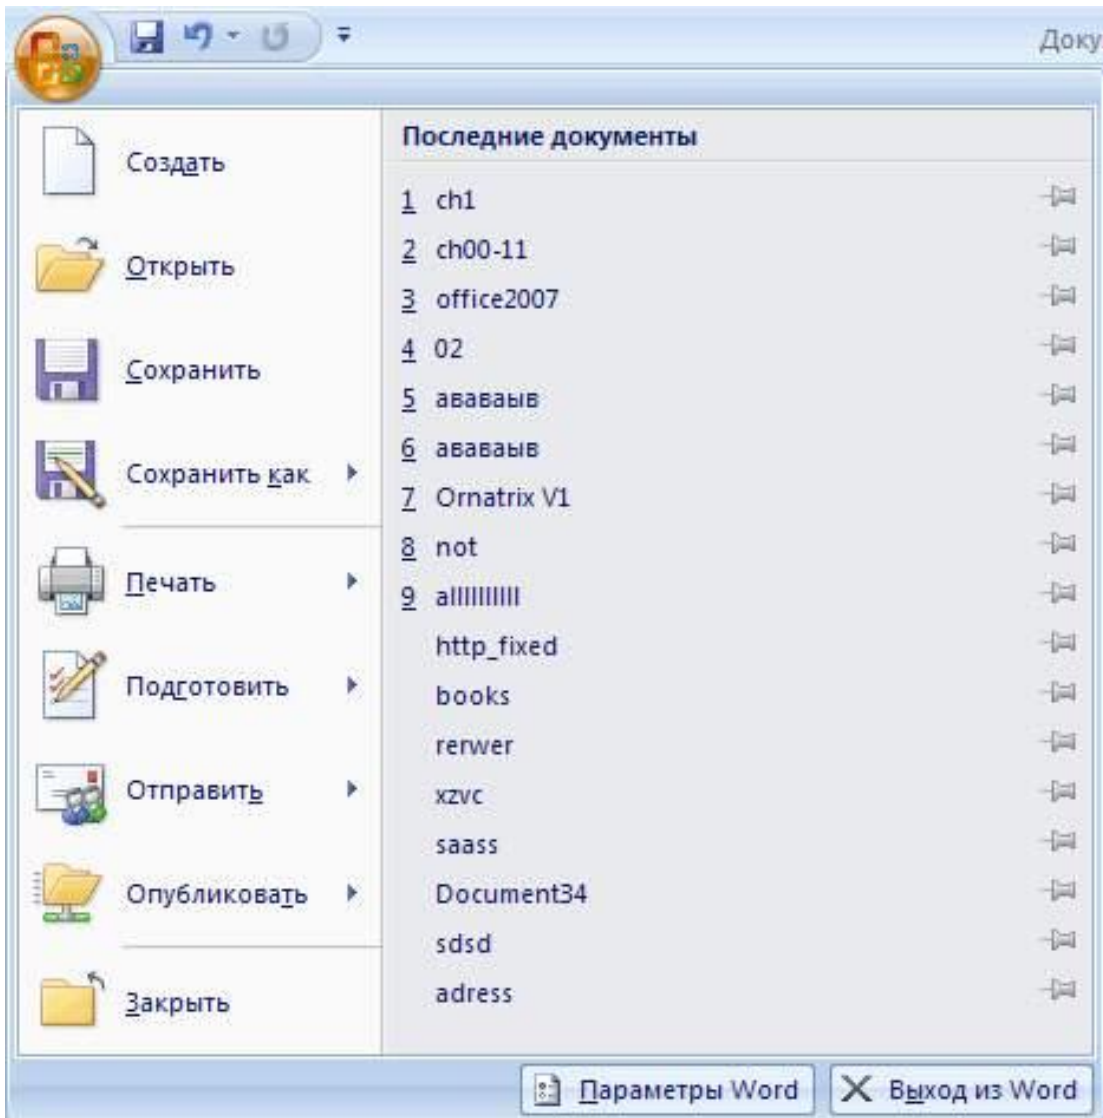 Доку
Создать
Открыть
Сохранить
Сохранить как
Печать
Подготовить
Отправить
Опубликовать
Закрыть
Последние документы
1 ch1
2 ch00-11
3 office2007
4 02
5 ававаыв
6 ававаыв
7 Ornatrix V1
8 not
9 allllllllll
http_fixed
books
rerwer
xzvc
saass
Document34
sdsd
adress
Параметры Word
Выход из Word